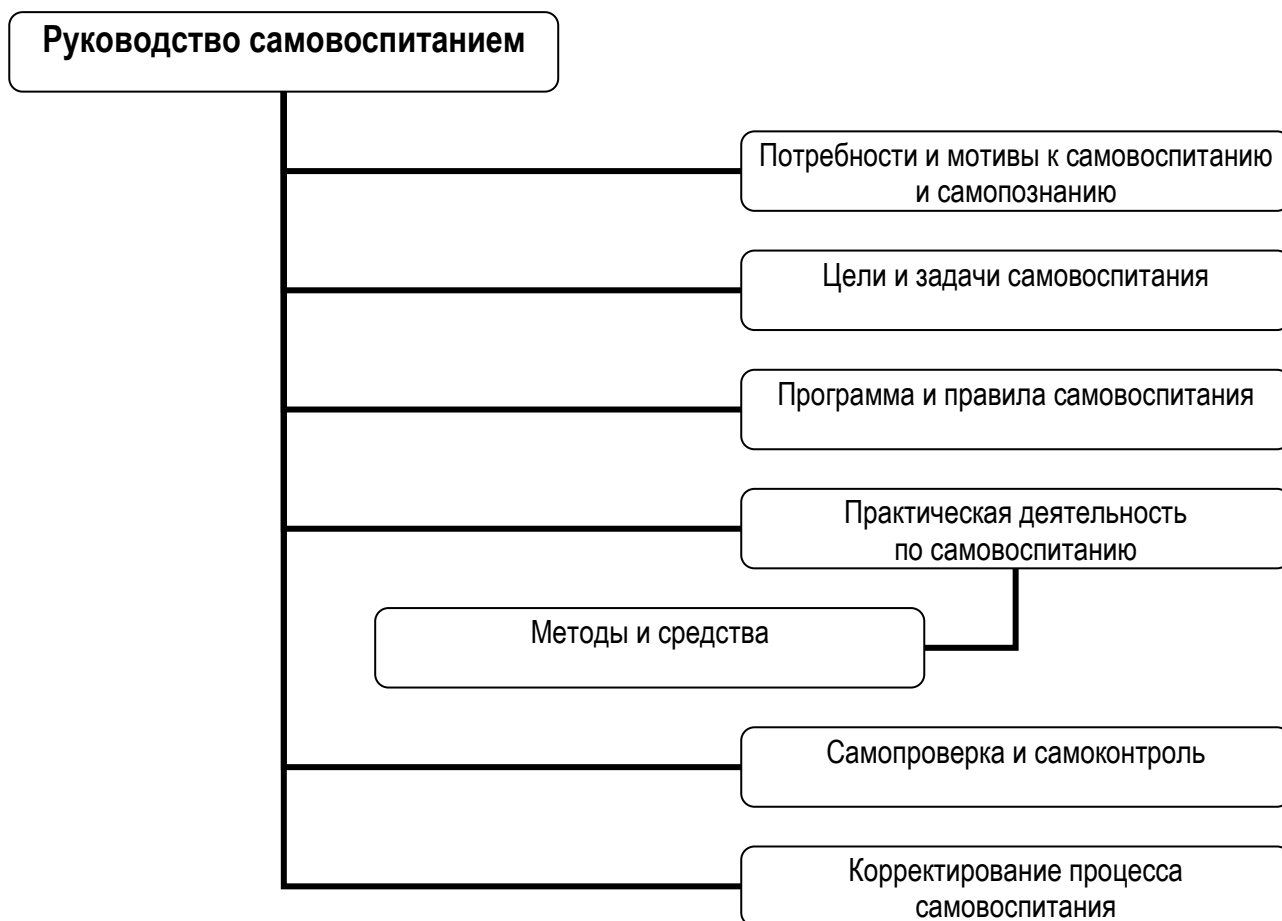 Руководство самовоспитанием
Потребности и мотивы к самовоспитанию
и самопознанию
Цели и задачи самовоспитания
Программа и правила самовоспитания
Практическая деятельность
по самовоспитанию
Методы и средства
Самопроверка и самоконтроль
Корректирование процесса
самовоспитания